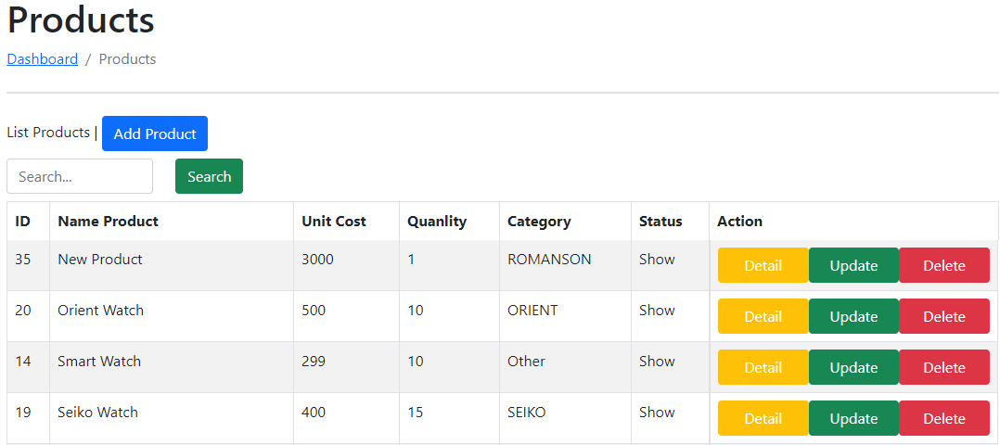 Products
Dashboard / Products
List Products | Add Product
Search... Search
ID Name Product Unit Cost Quanlity Category Status Action
35 New Product 3000 1 ROMANSON Show Detail Update Delete
20 Orient Watch 500 10 ORIENT Show Detail Update Delete
14 Smart Watch 299 10 Other Show Detail Update Delete
19 Seiko Watch 400 15 SEIKO Show Detail Update Delete